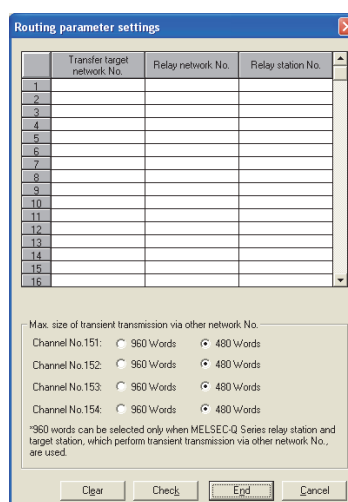 Routing parameter settings
Transfer target network No. Relay network No. Relay station No.
1
2
3
4
5
6
7
8
9
10
11
12
13
14
15
16
Max. size of transient transmission via other network No.
Channel No.151: 960 Words 480 Words
Channel No.152: 960 Words 480 Words
Channel No.153: 960 Words 480 Words
Channel No.154: 960 Words 480 Words
*960 words can be selected only when MELSEC-Q Series relay station and
target station, which perform transient transmission via other network No.,
are used.
Clear Check End Cancel